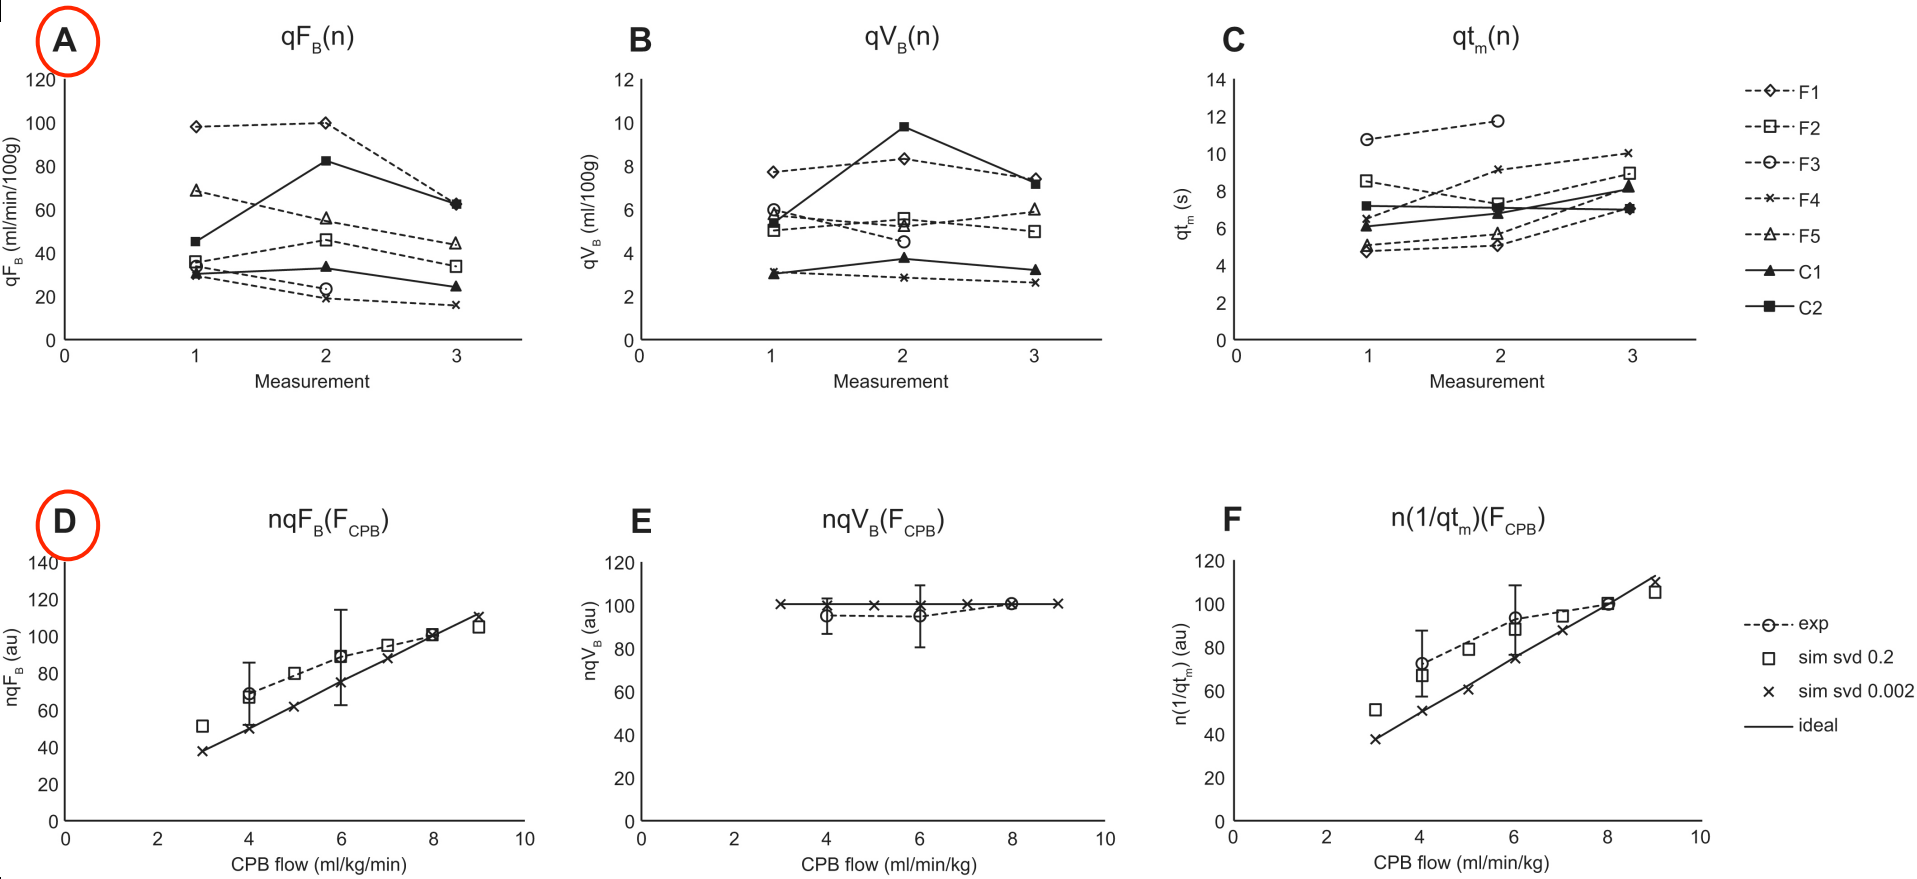 A
qF_B(n)
qF_B (ml/min/100g)
120
100
80
60
40
20
0
0 1 2 3
Measurement
B
qV_B(n)
qV_B (ml/100g)
12
10
8
6
4
2
0
0 1 2 3
Measurement
C
qt_m(n)
qt_m (s)
14
12
10
8
6
4
2
0
0 1 2 3
Measurement
F1
F2
F3
F4
F5
C1
C2
D
nqF_B(F_CPB)
nqF_B (au)
140
120
100
80
60
40
20
0
0 2 4 6 8 10
CPB flow (ml/kg/min)
E
nqV_B(F_CPB)
nqV_B (au)
120
100
80
60
40
20
0
0 2 4 6 8 10
CPB flow (ml/min/kg)
F
n(1/qt_m)(F_CPB)
n(1/qt_m) (au)
120
100
80
60
40
20
0
0 2 4 6 8 10
CPB flow (ml/min/kg)
exp
sim svd 0.2
sim svd 0.002
ideal